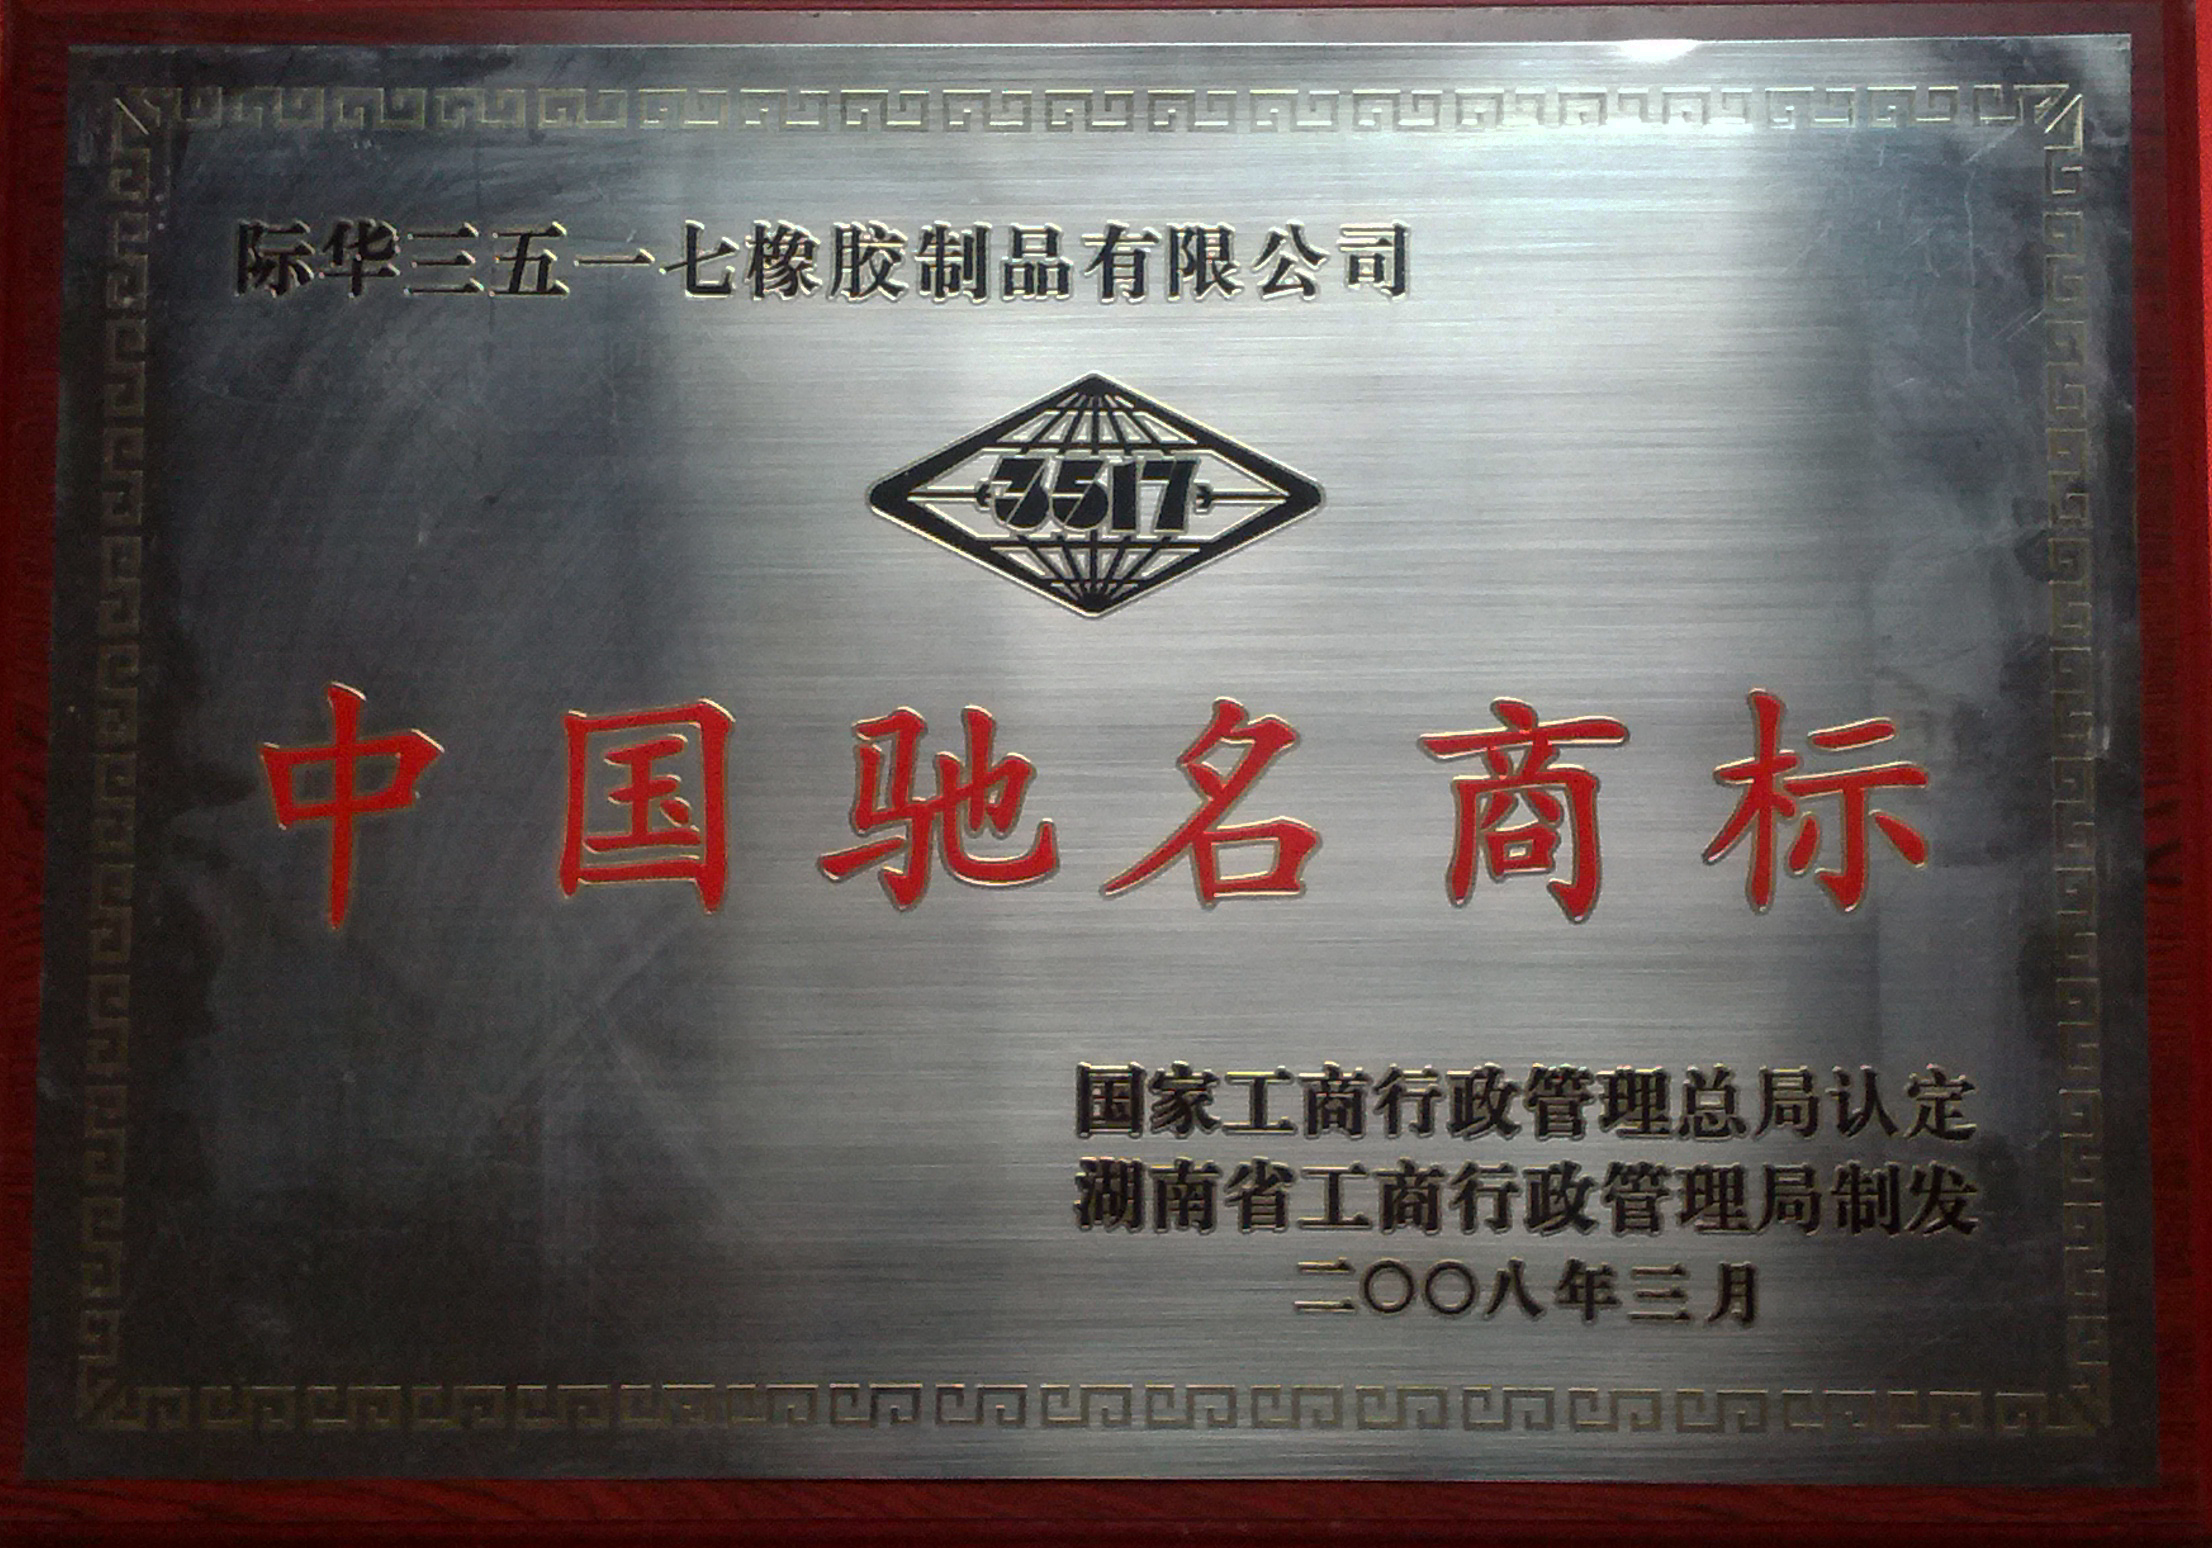 际华三五一七橡胶制品有限公司
3517
中国驰名商标
国家工商行政管理总局认定
湖南省工商行政管理局制发
二〇〇八年三月